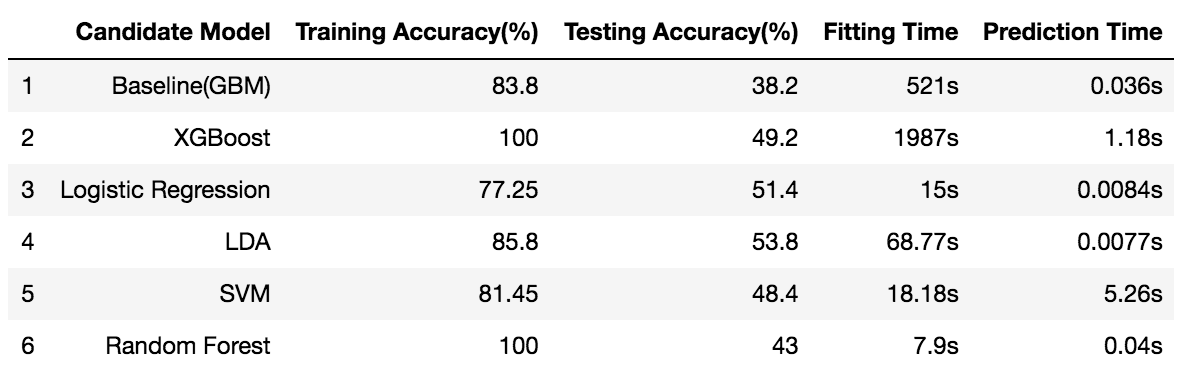 Candidate Model Training Accuracy(%) Testing Accuracy(%) Fitting Time Prediction Time
1 Baseline(GBM) 83.8 38.2 521s 0.036s
2 XGBoost 100 49.2 1987s 1.18s
3 Logistic Regression 77.25 51.4 15s 0.0084s
4 LDA 85.8 53.8 68.77s 0.0077s
5 SVM 81.45 48.4 18.18s 5.26s
6 Random Forest 100 43 7.9s 0.04s